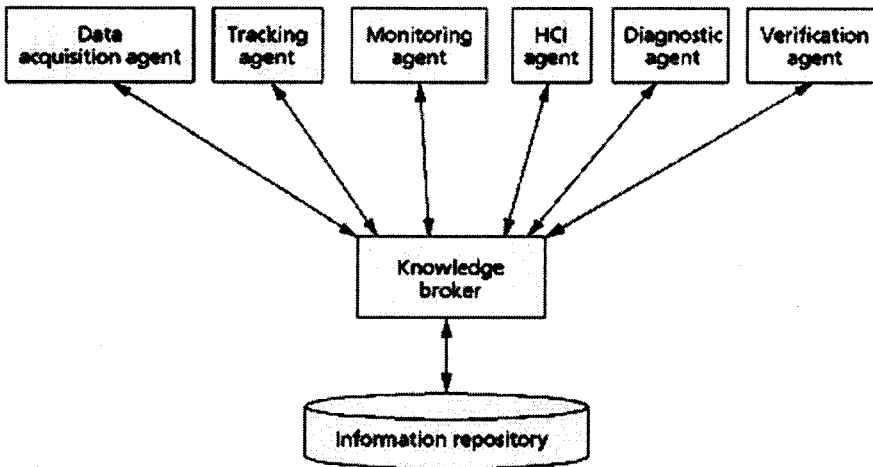 Data
acquisition agent
Tracking
agent
Monitoring
agent
HCI
agent
Diagnostic
agent
Verification
agent
Knowledge
broker
Information repository